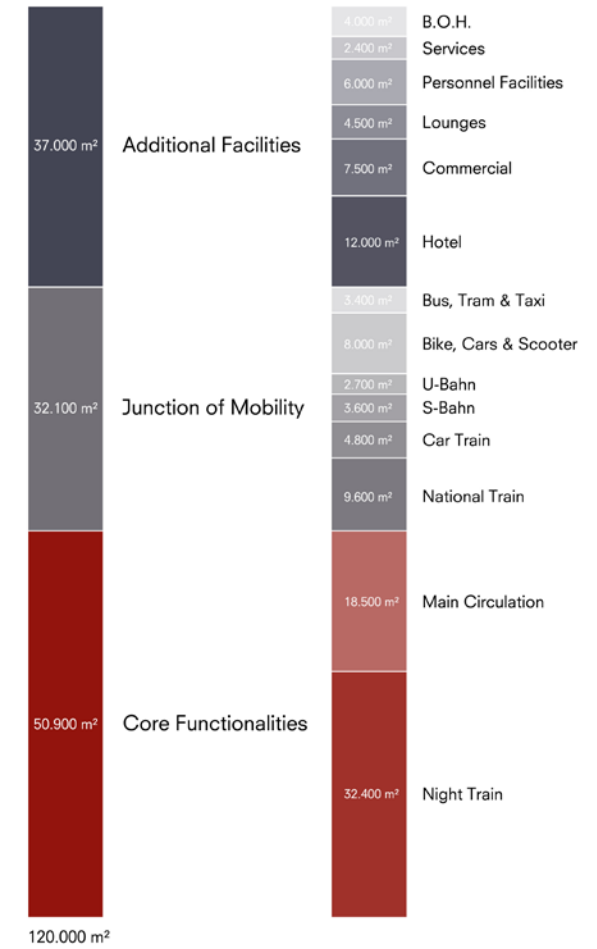 4.000 m² B.O.H.
2.400 m² Services
6.000 m² Personnel Facilities
4.500 m² Lounges
37.000 m² Additional Facilities
7.500 m² Commercial
12.000 m² Hotel
3.400 m² Bus, Tram & Taxi
8.000 m² Bike, Cars & Scooter
2.700 m² U-Bahn
32.100 m² Junction of Mobility
3.600 m² S-Bahn
4.800 m² Car Train
9.600 m² National Train
18.500 m² Main Circulation
50.900 m² Core Functionalities
32.400 m² Night Train
120.000 m²